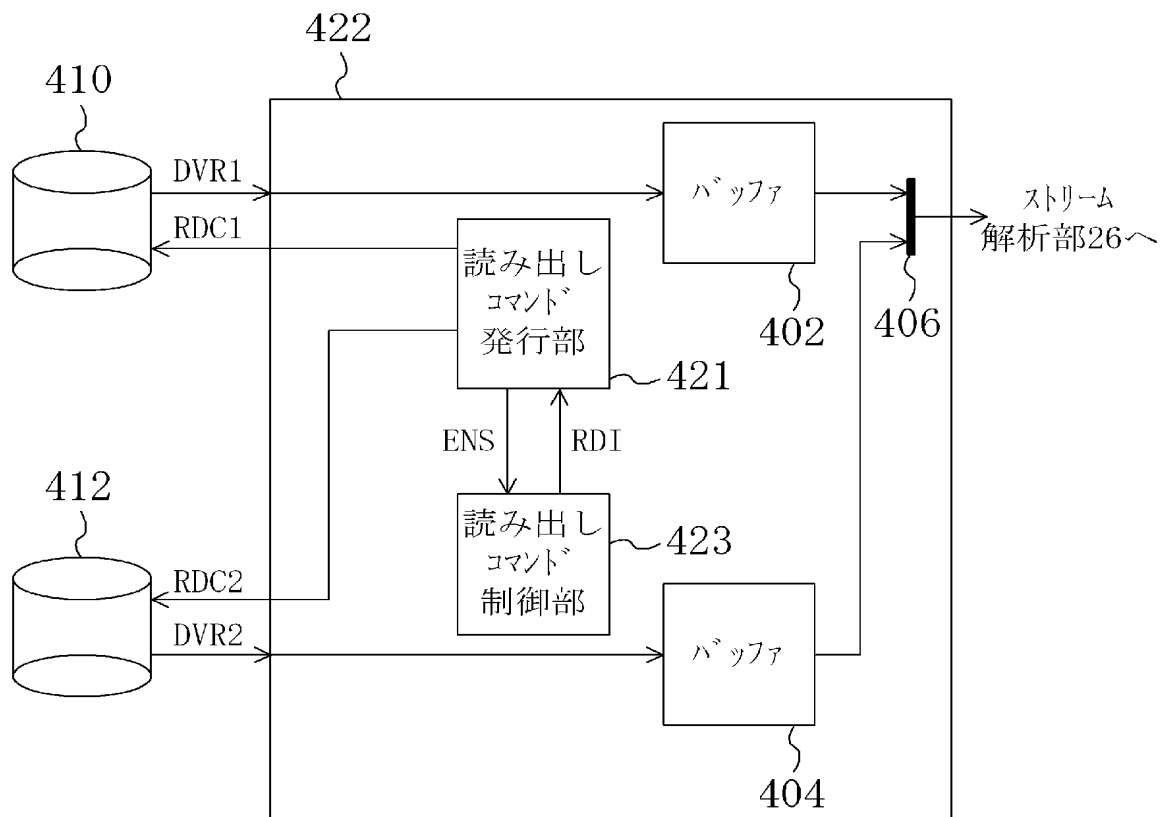 422
410
DVR1
RDC1
バッファ
402
読み出し
コマンド
発行部
421
406
ストリーム
解析部26へ
ENS
RDI
412
RDC2
DVR2
読み出し
コマンド
制御部
423
バッファ
404